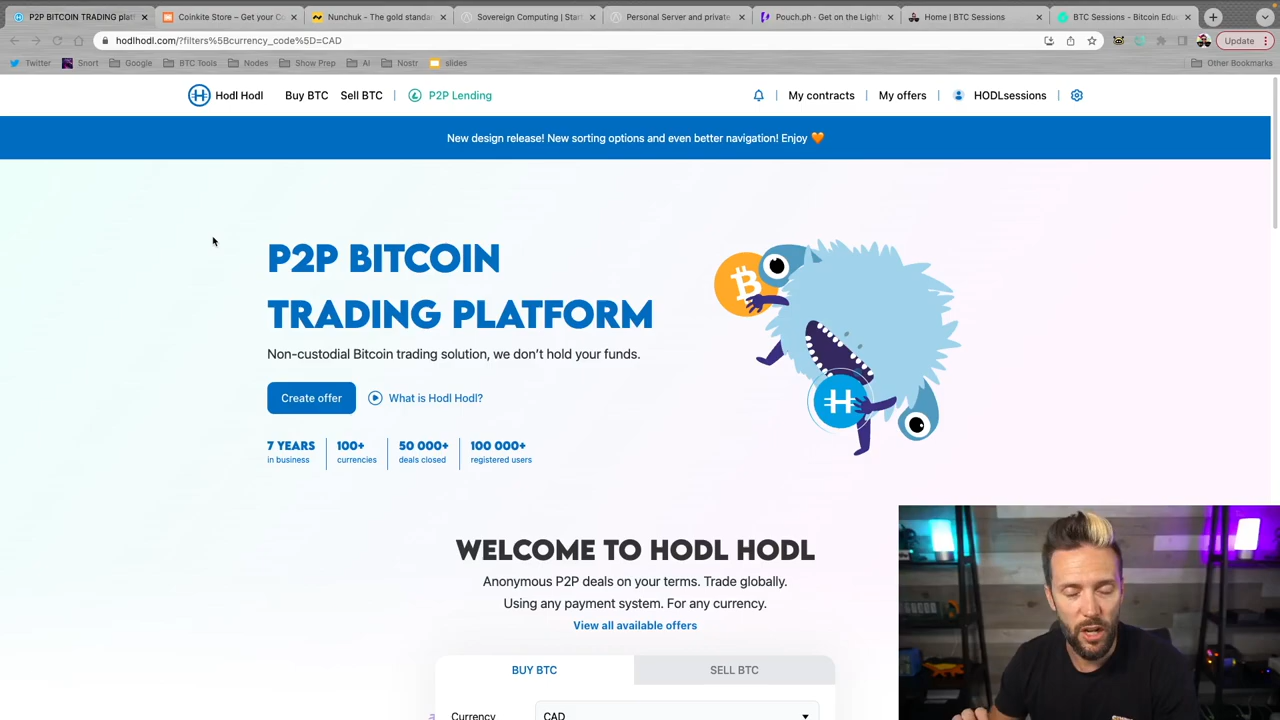 P2P BITCOIN TRADING platf
Coinkite Store – Get your Co
Nunchuk - The gold standar
Sovereign Computing | Start
Personal Server and private
Pouch.ph - Get on the Lightn
Home | BTC Sessions
BTC Sessions - Bitcoin Edu
hodlhodl.com/?filters%5Bcurrency_code%5D=CAD
Update
Twitter
Snort
Google
BTC Tools
Nodes
Show Prep
AI
Nostr
slides
Other Bookmarks
Hodl Hodl
Buy BTC
Sell BTC
P2P Lending
My contracts
My offers
HODLsessions
New design release! New sorting options and even better navigation! Enjoy 🧡
P2P BITCOIN
TRADING PLATFORM
Non-custodial Bitcoin trading solution, we don't hold your funds.
Create offer
What is Hodl Hodl?
7 YEARS
in business
100+
currencies
50 000+
deals closed
100 000+
registered users
WELCOME TO HODL HODL
Anonymous P2P deals on your terms. Trade globally.
Using any payment system. For any currency.
View all available offers
BUY BTC
SELL BTC
Currency
CAD